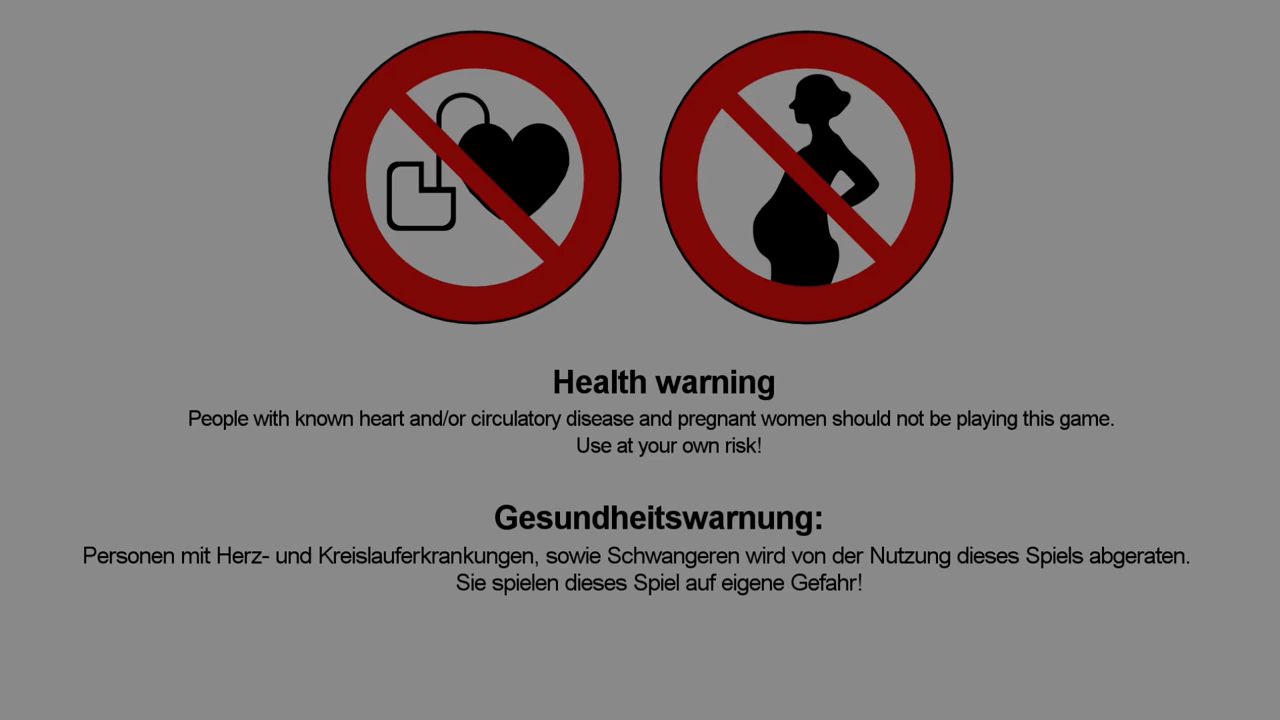 Health warning
People with known heart and/or circulatory disease and pregnant women should not be playing this game.
Use at your own risk!
Gesundheitswarnung:
Personen mit Herz- und Kreislauferkrankungen, sowie Schwangeren wird von der Nutzung dieses Spiels abgeraten.
Sie spielen dieses Spiel auf eigene Gefahr!